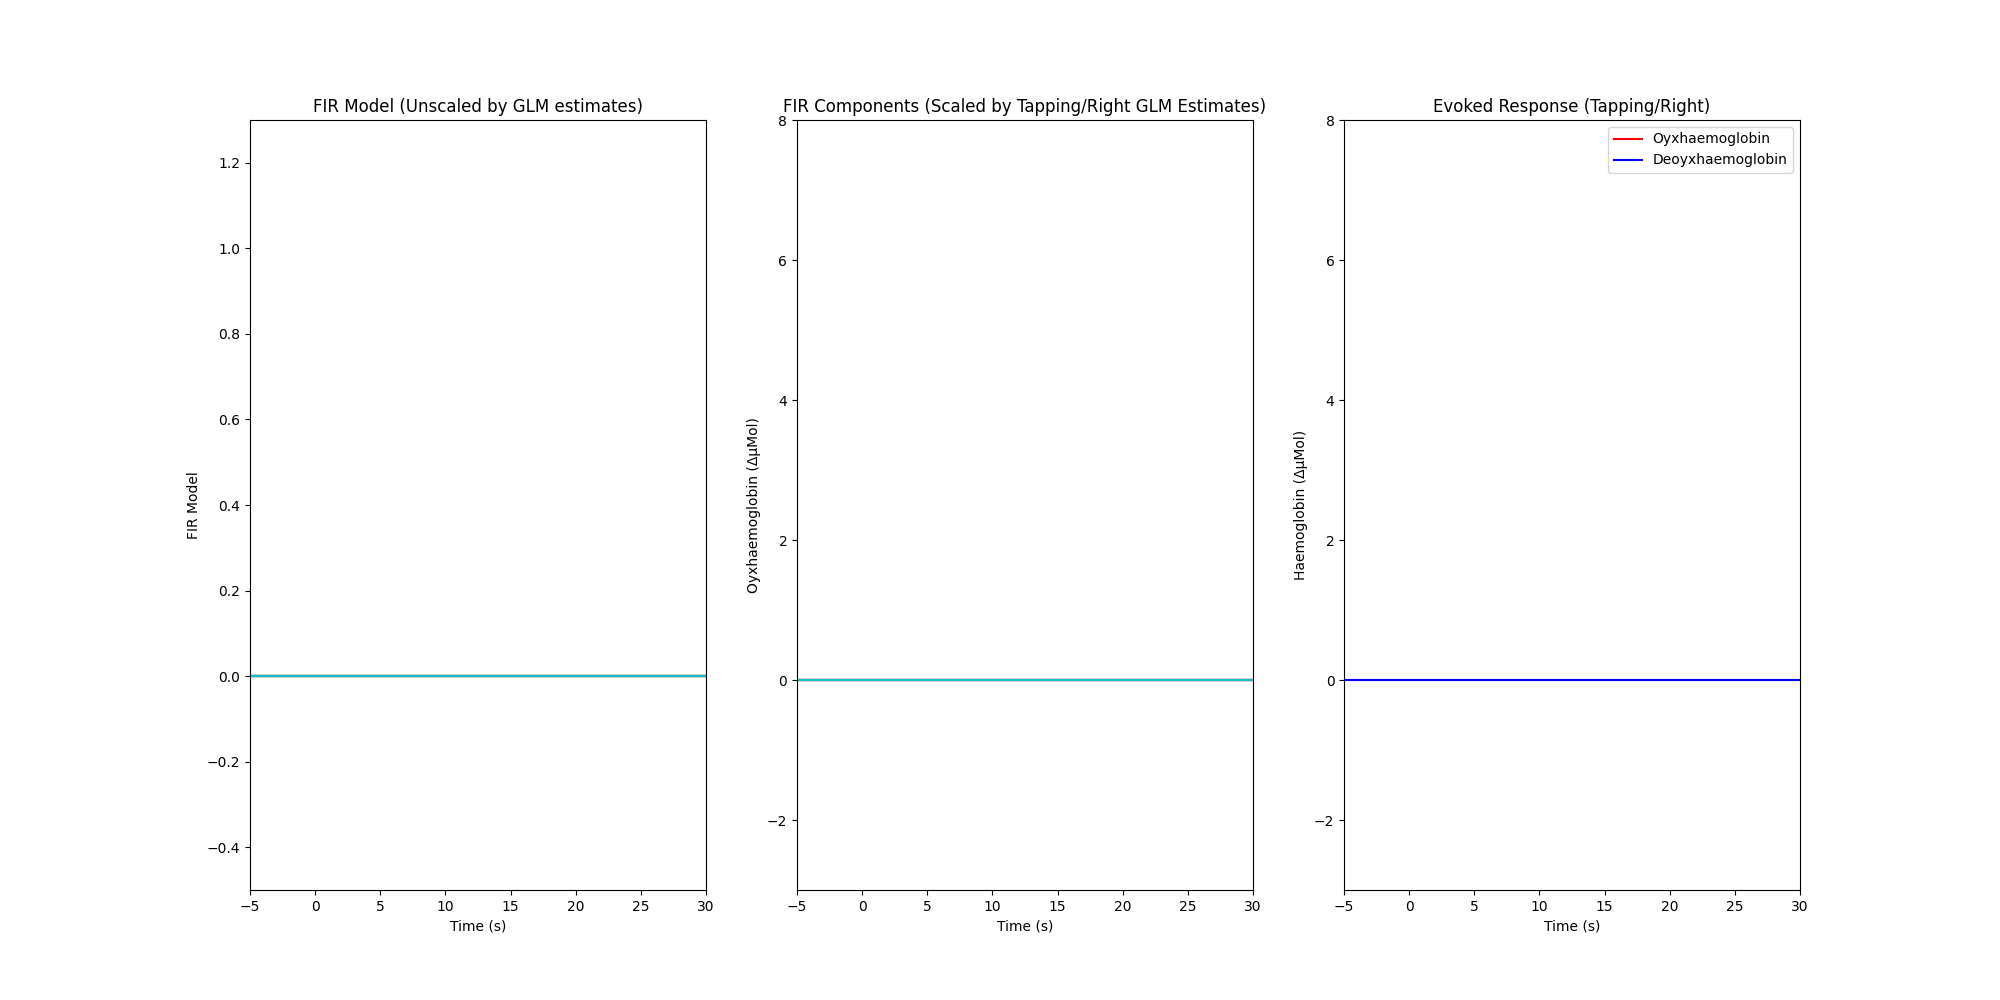 FIR Model (Unscaled by GLM estimates)
1.2
1.0
0.8
0.6
0.4
0.2
0.0
−0.2
−0.4
FIR Model
−5 0 5 10 15 20 25 30
Time (s)
FIR Components (Scaled by Tapping/Right GLM Estimates)
8
6
4
2
0
−2
Oyxhaemoglobin (ΔμMol)
−5 0 5 10 15 20 25 30
Time (s)
Evoked Response (Tapping/Right)
Oyxhaemoglobin
Deoyxhaemoglobin
8
6
4
2
0
−2
Haemoglobin (ΔμMol)
−5 0 5 10 15 20 25 30
Time (s)